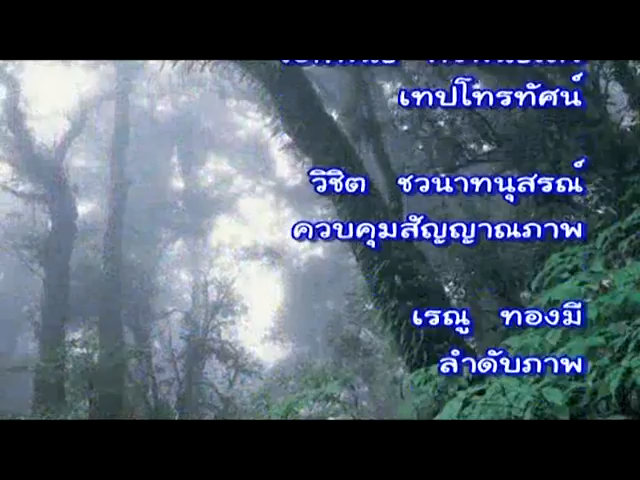 เทปโทรทัศน์
วิชิต ชวนาทนุสรณ์
ควบคุมสัญญาณภาพ
เรณู ทองมี
ลำดับภาพ